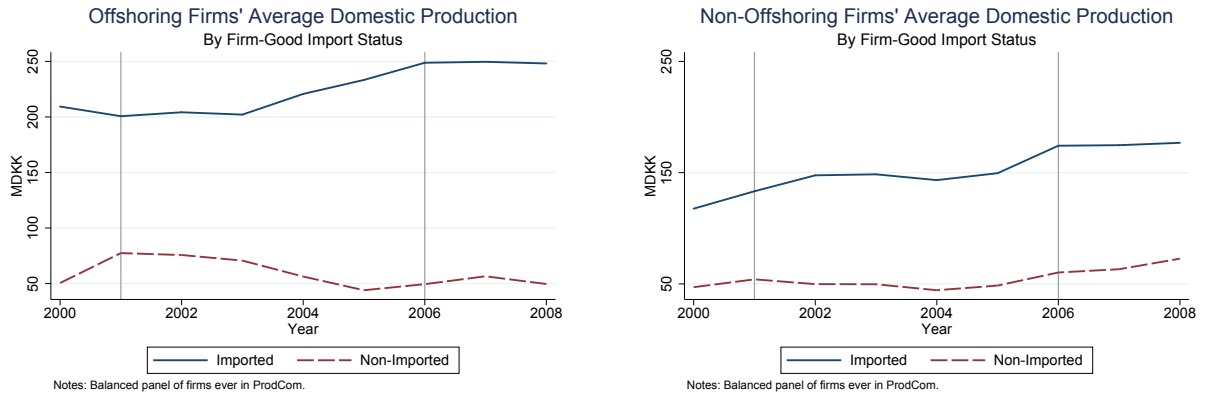 Offshoring Firms' Average Domestic Production
By Firm-Good Import Status
250
200
150
100
50
MDKK
2000 2002 2004 2006 2008
Year
Imported Non-Imported
Notes: Balanced panel of firms ever in ProdCom.
Non-Offshoring Firms' Average Domestic Production
By Firm-Good Import Status
250
150
50
MDKK
2000 2002 2004 2006 2008
Year
Imported Non-Imported
Notes: Balanced panel of firms ever in ProdCom.